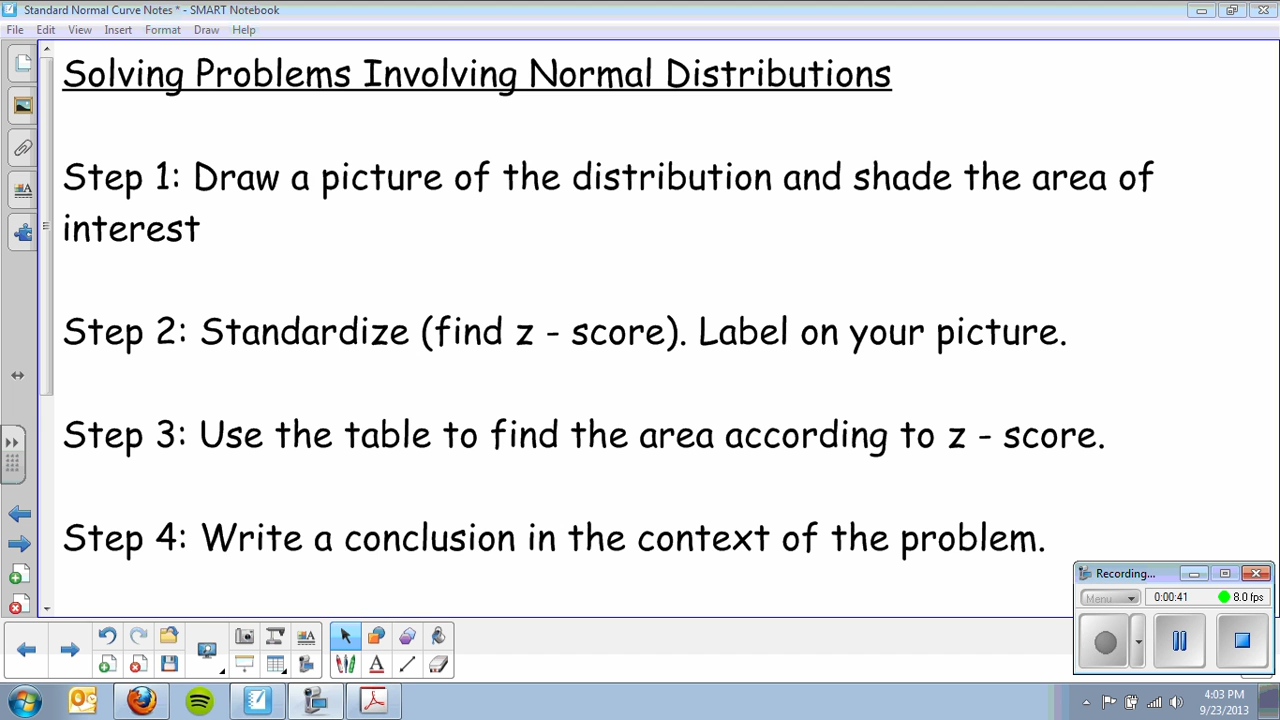 Standard Normal Curve Notes * - SMART Notebook
File Edit View Insert Format Draw Help
Solving Problems Involving Normal Distributions
Step 1: Draw a picture of the distribution and shade the area of
interest
Step 2: Standardize (find z - score). Label on your picture.
Step 3: Use the table to find the area according to z - score.
Step 4: Write a conclusion in the context of the problem.
Recording...
Menu 0:00:41 8.0 fps
4:03 PM
9/23/2013